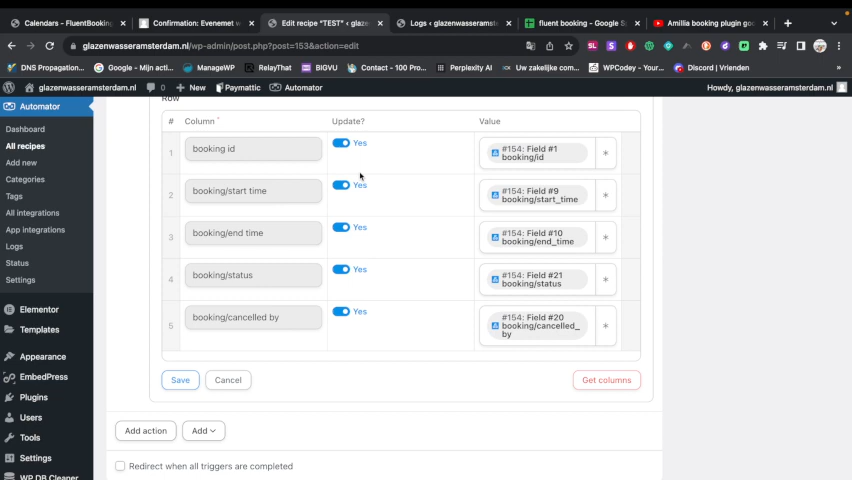 Calendars – FluentBooking
Confirmation: Evenemet w
Edit recipe "TEST" ‹ glaze
Logs ‹ glazenwasseramst
fluent booking - Google S
Amillia booking plugin go
glazenwasseramsterdam.nl/wp-admin/post.php?post=153&action=edit
DNS Propagation...
Google – Mijn acti...
ManageWP
RelayThat
BIGVU
Contact - 100 Pro...
Perplexity AI
Uw zakelijke com...
WPCodey - Your...
Discord | Vrienden
»
glazenwasseramsterdam.nl
0
New
Paymattic
Automator
Howdy, glazenwasseramsterdam.nl
Automator
Dashboard
All recipes
Add new
Categories
Tags
All integrations
App integrations
Logs
Status
Settings
Elementor
Templates
Appearance
EmbedPress
Plugins
Users
Tools
Settings
WP DB Cleaner
Row
# Column Update? Value
1 booking id Yes #154: Field #1
booking/id
2 booking/start time Yes #154: Field #9
booking/start_time
3 booking/end time Yes #154: Field #10
booking/end_time
4 booking/status Yes #154: Field #21
booking/status
5 booking/cancelled by Yes #154: Field #20
booking/cancelled_
by
Save
Cancel
Get columns
Add action
Add
Redirect when all triggers are completed